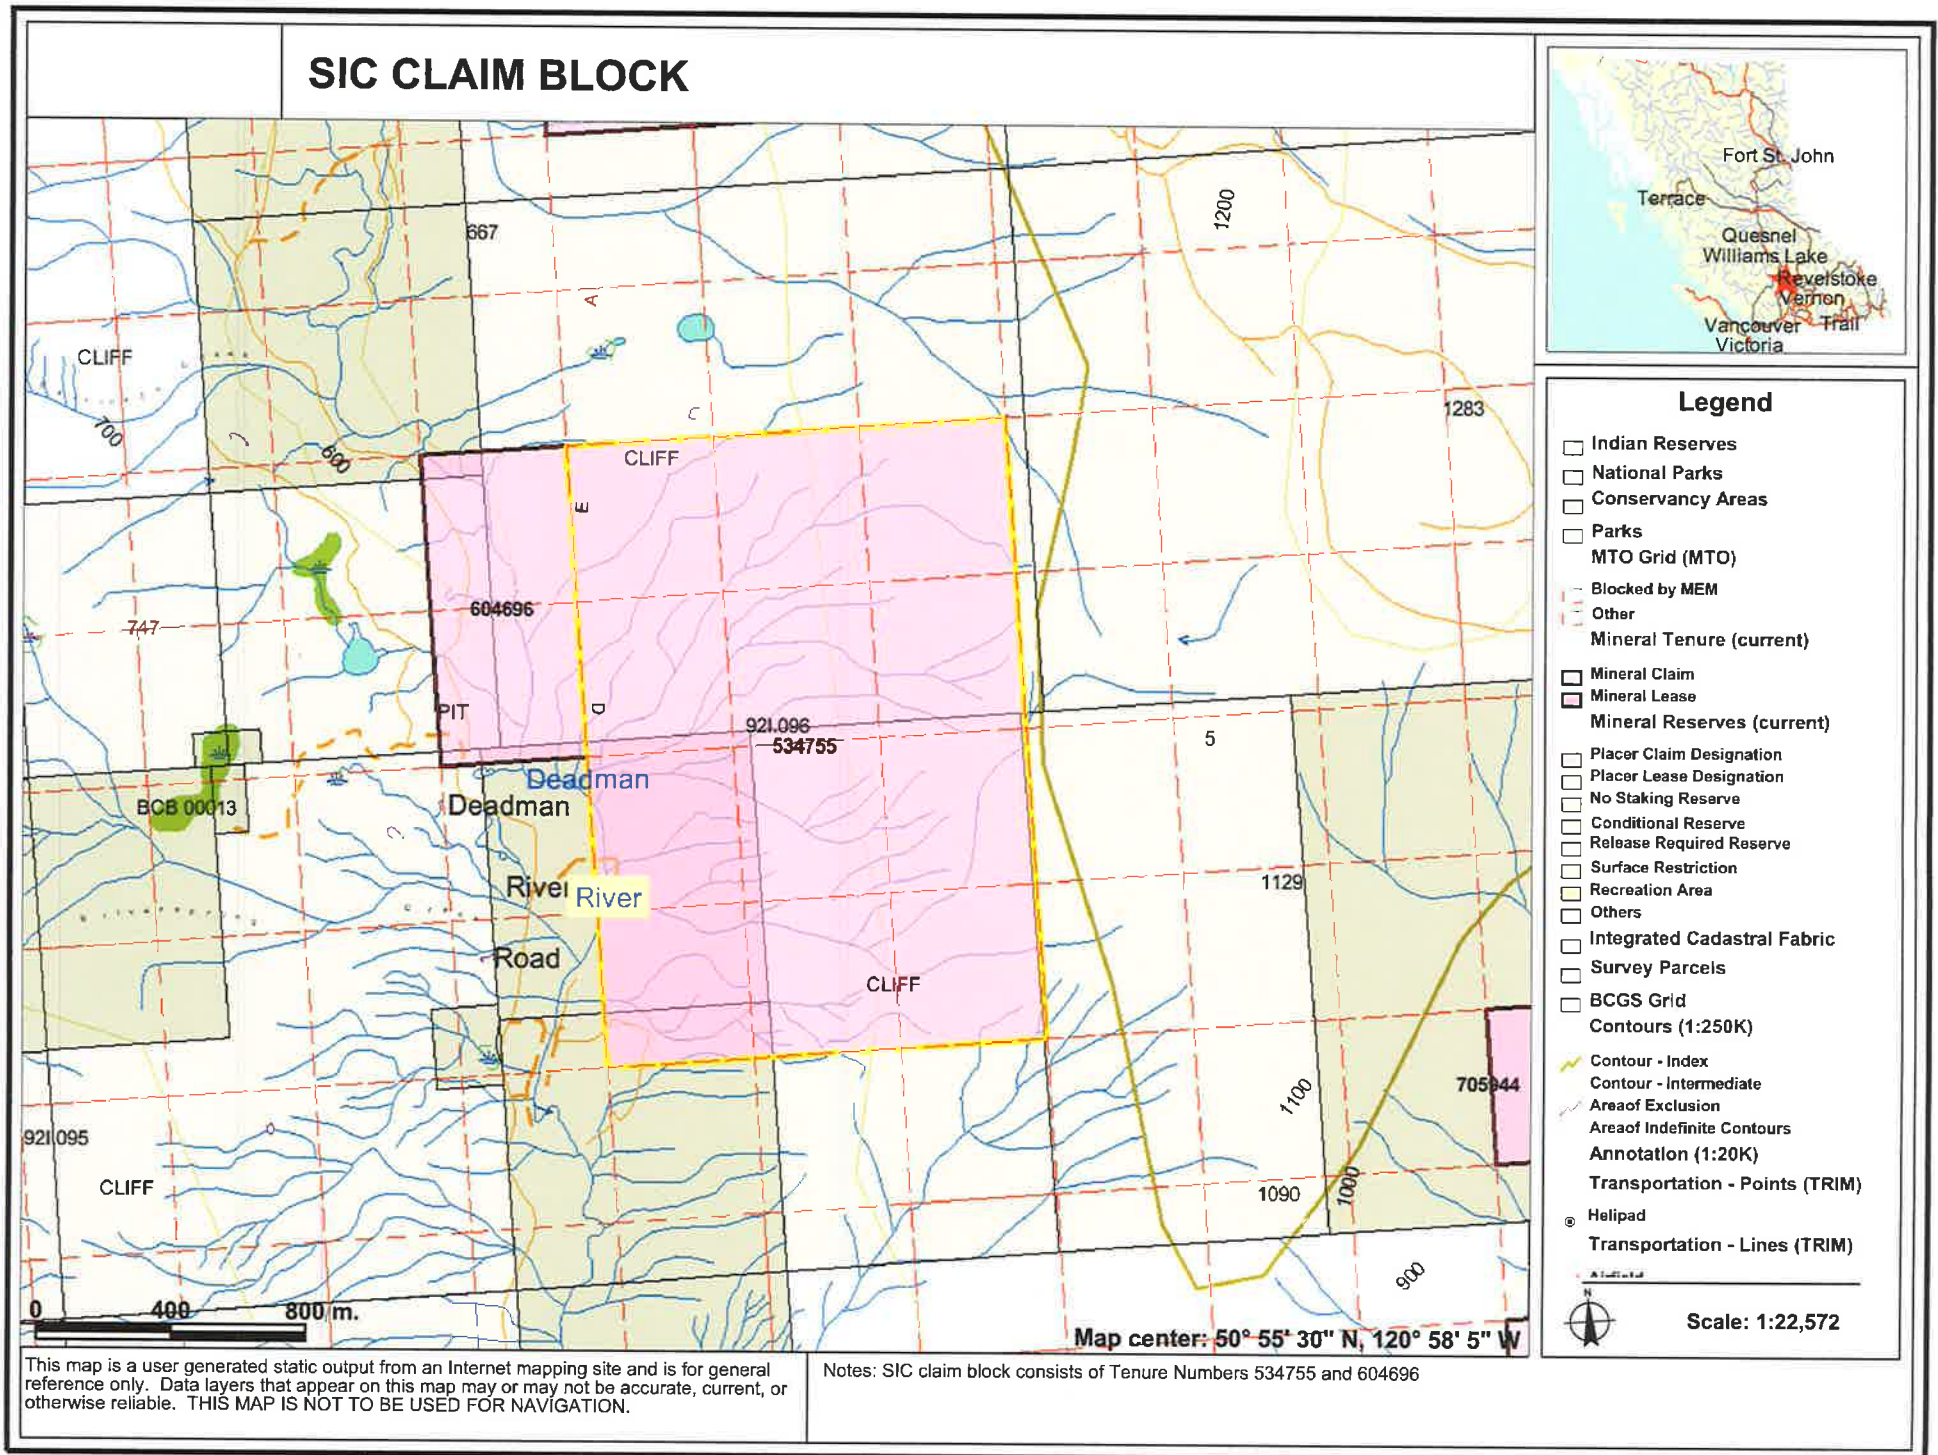 SIC CLAIM BLOCK
Fort St. John
Terrace
Quesnel
Williams Lake
Revelstoke
Vernon
Vancouver Trail
Victoria
667
1200
A
CLIFF
C
1283
700
600
CLIFF
E
604696
747
PIT
D
92I.096
534755
5
Deadman
BCB 00013
Deadman
1129
River
River
Road
CLIFF
1100
705944
92I.095
CLIFF
1090
1000
900
0 400 800 m.
Map center: 50° 55' 30" N, 120° 58' 5" W
Legend
Indian Reserves
National Parks
Conservancy Areas
Parks
MTO Grid (MTO)
Blocked by MEM
Other
Mineral Tenure (current)
Mineral Claim
Mineral Lease
Mineral Reserves (current)
Placer Claim Designation
Placer Lease Designation
No Staking Reserve
Conditional Reserve
Release Required Reserve
Surface Restriction
Recreation Area
Others
Integrated Cadastral Fabric
Survey Parcels
BCGS Grid
Contours (1:250K)
Contour - Index
Contour - Intermediate
Areaof Exclusion
Areaof Indefinite Contours
Annotation (1:20K)
Transportation - Points (TRIM)
Helipad
Transportation - Lines (TRIM)
N
Scale: 1:22,572
This map is a user generated static output from an Internet mapping site and is for general
reference only. Data layers that appear on this map may or may not be accurate, current, or
otherwise reliable. THIS MAP IS NOT TO BE USED FOR NAVIGATION.
Notes: SIC claim block consists of Tenure Numbers 534755 and 604696